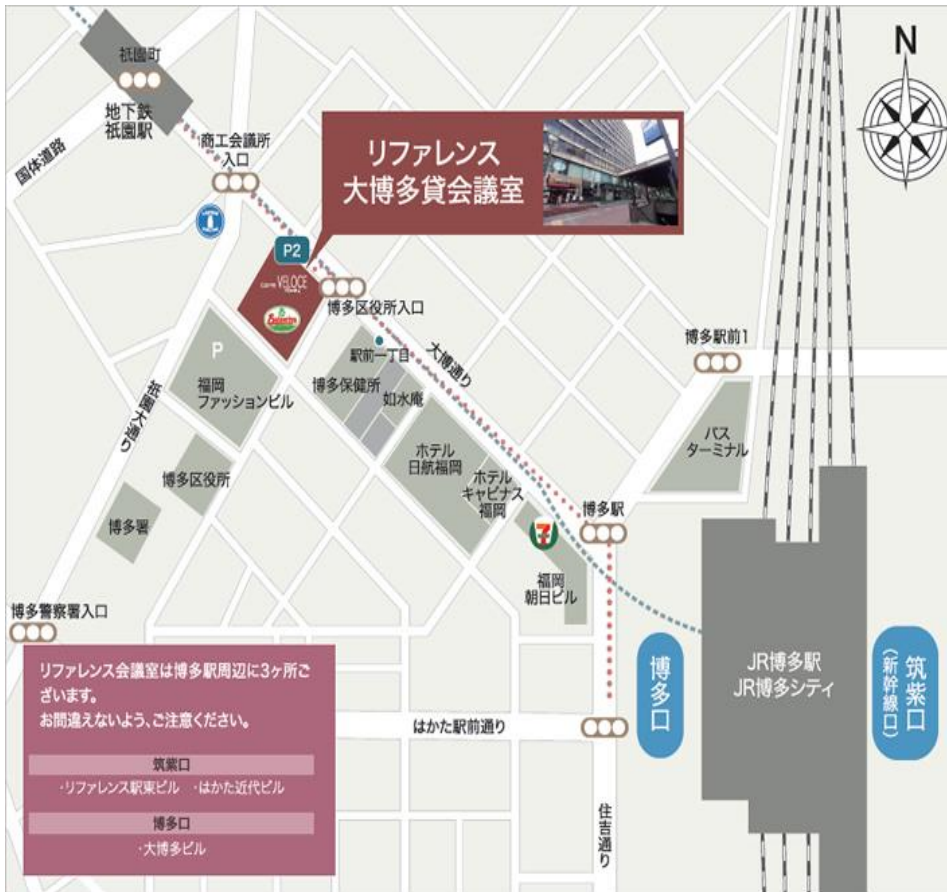 N
祇園町
地下鉄
祇園駅
国体道路
商工会議所
入口
リファレンス
大博多貸会議室
P2
CAFFÈ VELOCE
博多区役所入口
駅前一丁目
大博通り
博多駅前1
P
福岡
ファッションビル
博多保健所
如水庵
バス
ターミナル
祇園大通り
ホテル
日航福岡
ホテル
キャビナス
福岡
博多区役所
博多署
博多駅
7
福岡
朝日ビル
博多警察署入口
博多口
JR博多駅
JR博多シティ
筑紫口
(新幹線口)
リファレンス会議室は博多駅周辺に3ヶ所ご
ざいます。
お間違えないよう、ご注意ください。
筑紫口
・リファレンス駅東ビル ・はかた近代ビル
博多口
・大博多ビル
はかた駅前通り
住吉通り